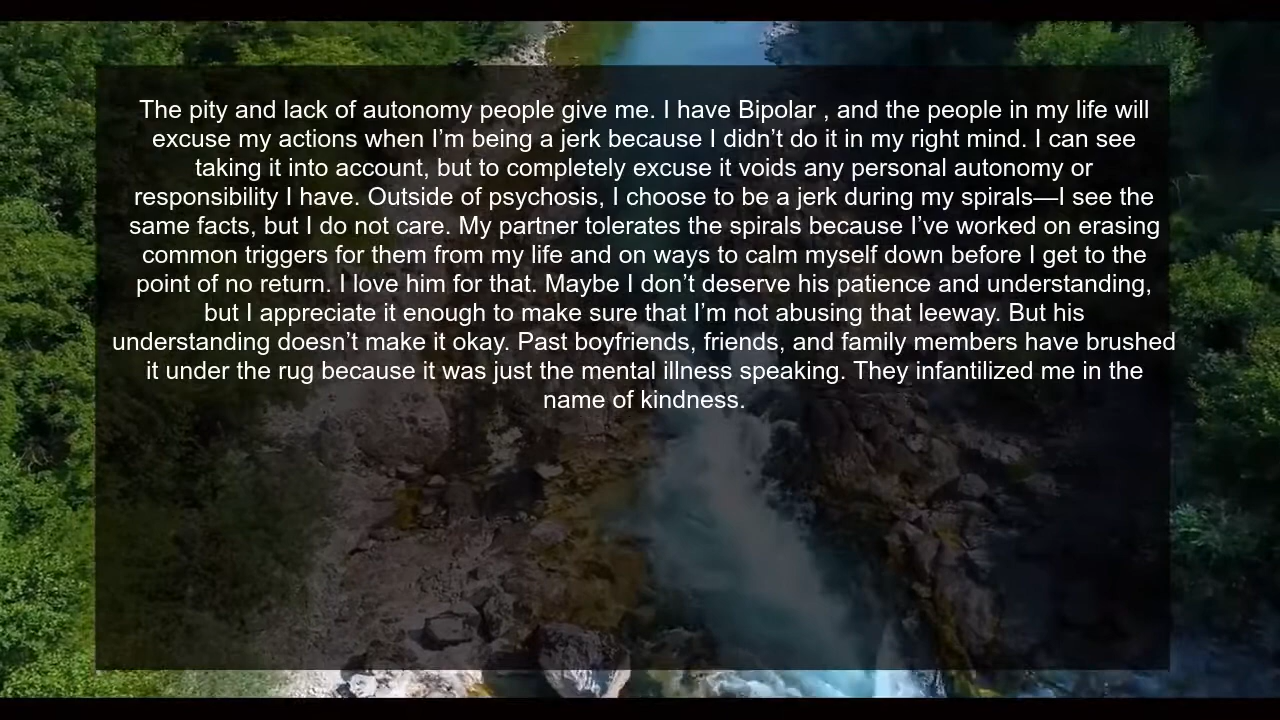 The pity and lack of autonomy people give me. I have Bipolar , and the people in my life will
excuse my actions when I’m being a jerk because I didn’t do it in my right mind. I can see
taking it into account, but to completely excuse it voids any personal autonomy or
responsibility I have. Outside of psychosis, I choose to be a jerk during my spirals—I see the
same facts, but I do not care. My partner tolerates the spirals because I’ve worked on erasing
common triggers for them from my life and on ways to calm myself down before I get to the
point of no return. I love him for that. Maybe I don’t deserve his patience and understanding,
but I appreciate it enough to make sure that I’m not abusing that leeway. But his
understanding doesn’t make it okay. Past boyfriends, friends, and family members have brushed
it under the rug because it was just the mental illness speaking. They infantilized me in the
name of kindness.